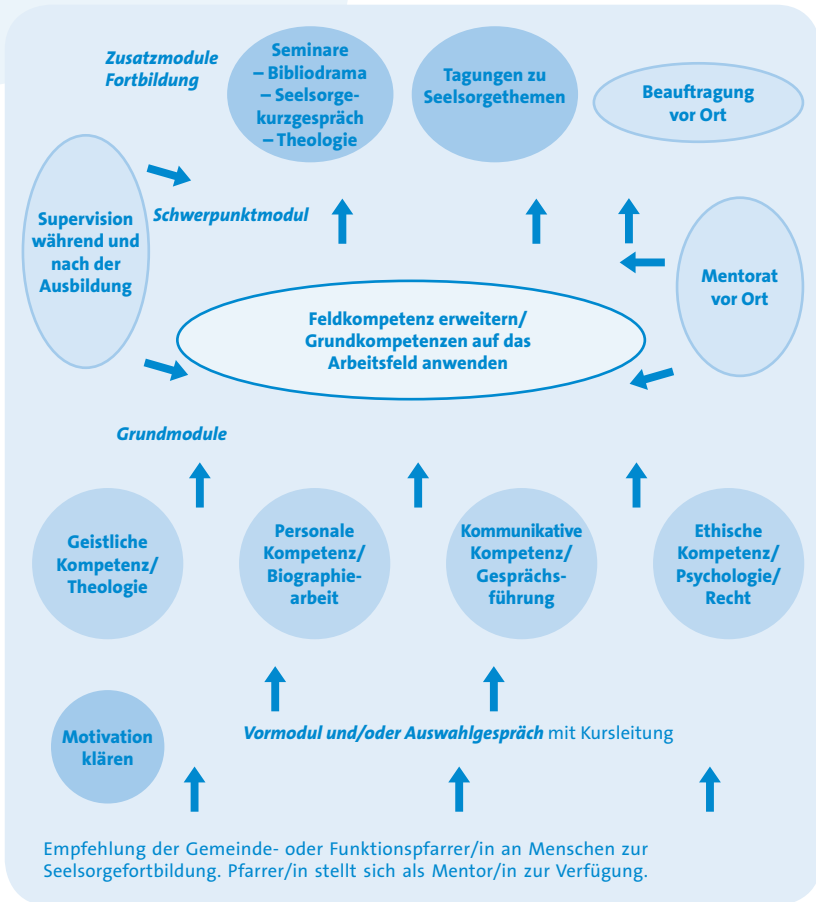 Zusatzmodule
Fortbildung
Seminare
– Bibliodrama
– Seelsorge-
kurzgespräch
– Theologie
Tagungen zu
Seelsorgethemen
Beauftragung
vor Ort
Supervision
während und
nach der
Ausbildung
Schwerpunktmodul
Mentorat
vor Ort
Feldkompetenz erweitern/
Grundkompetenzen auf das
Arbeitsfeld anwenden
Grundmodule
Geistliche
Kompetenz/
Theologie
Personale
Kompetenz/
Biographie-
arbeit
Kommunikative
Kompetenz/
Gesprächs-
führung
Ethische
Kompetenz/
Psychologie/
Recht
Motivation
klären
Vormodul und/oder Auswahlgespräch mit Kursleitung
Empfehlung der Gemeinde- oder Funktionspfarrer/in an Menschen zur
Seelsorgefortbildung. Pfarrer/in stellt sich als Mentor/in zur Verfügung.